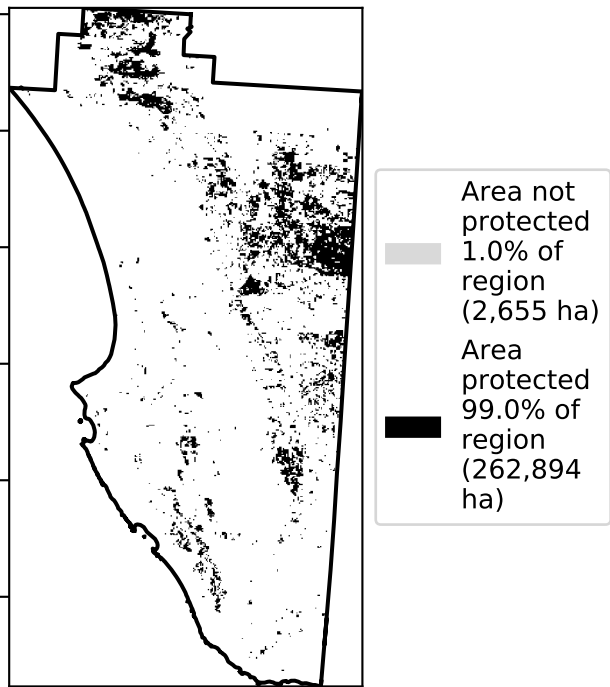 Area not
protected
1.0% of
region
(2,655 ha)
Area
protected
99.0% of
region
(262,894
ha)